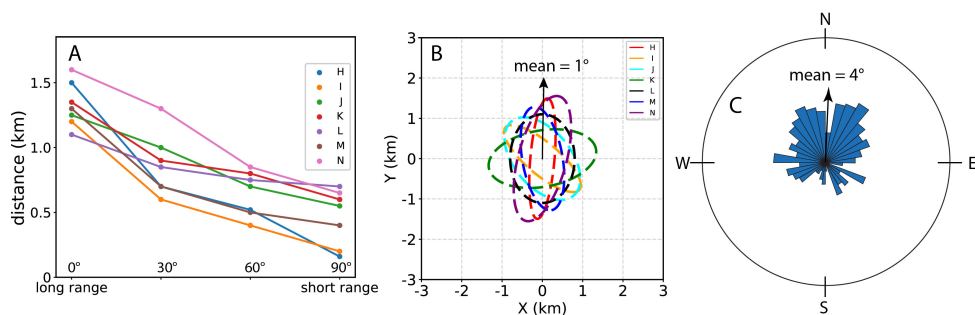 A
H
I
J
K
L
M
N
distance (km)
1.5
1.0
0.5
0
0°
30°
60°
90°
long range
short range
B
mean = 1°
H
I
J
K
L
M
N
Y (km)
3
2
1
0
−1
−2
−3
−3
−2
−1
0
1
2
3
X (km)
N
mean = 4°
C
W
E
S